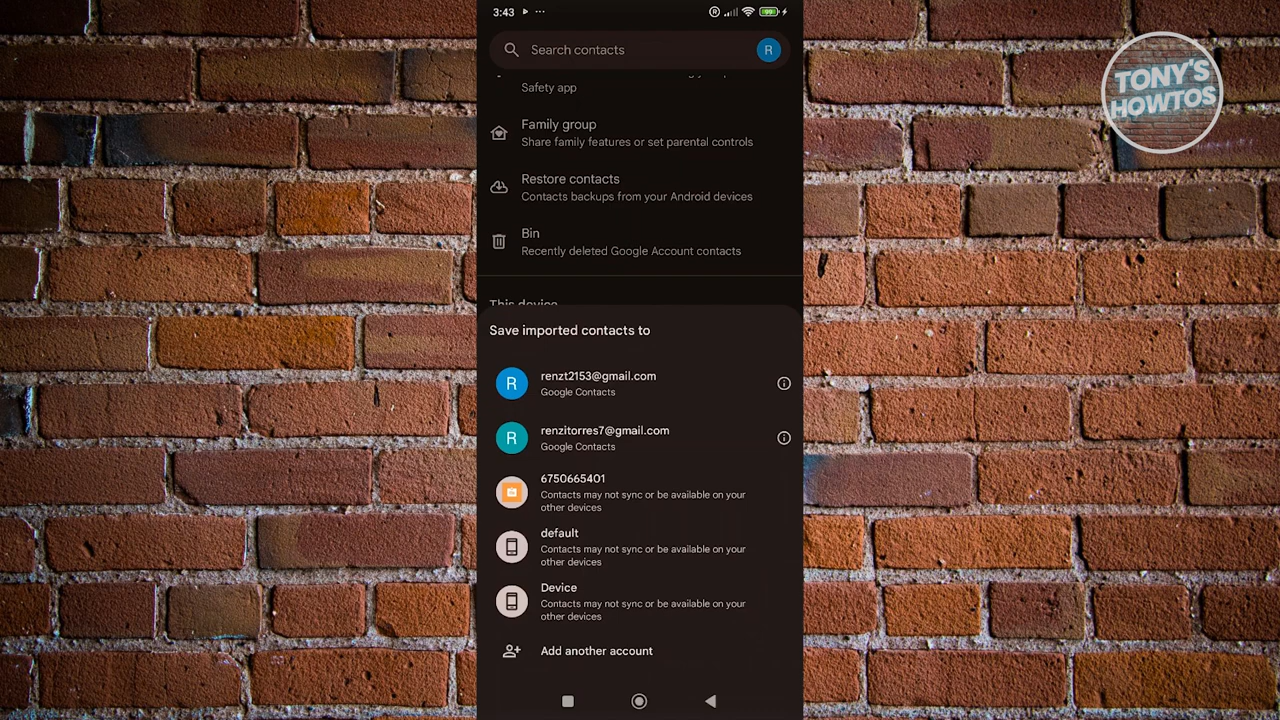 3:43
99
Search contacts
R
TONY'S
HOWTOS
Safety app
Family group
Share family features or set parental controls
Restore contacts
Contacts backups from your Android devices
Bin
Recently deleted Google Account contacts
This device
Save imported contacts to
R
renzt2153@gmail.com
Google Contacts
R
renzitorres7@gmail.com
Google Contacts
6750665401
Contacts may not sync or be available on your
other devices
default
Contacts may not sync or be available on your
other devices
Device
Contacts may not sync or be available on your
other devices
Add another account